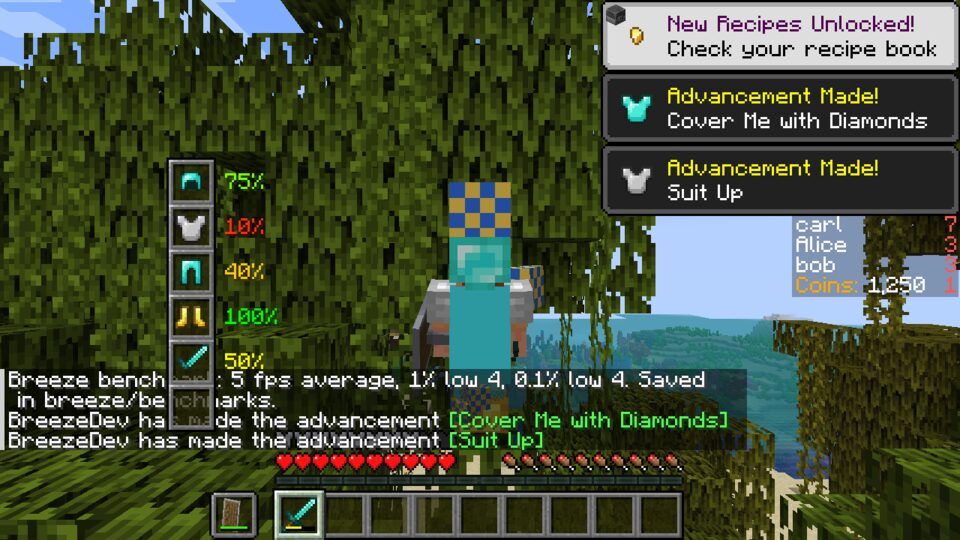 New Recipes Unlocked!
Check your recipe book
Advancement Made!
Cover Me with Diamonds
Advancement Made!
Suit Up
carl 7
Alice 3
bob 3
Coins: 1,250 1
75%
10%
40%
100%
50%
Breeze bench : 5 fps average, 1% low 4, 0.1% low 4. Saved
in breeze/benchmarks.
BreezeDev has made the advancement [Cover Me with Diamonds]
BreezeDev has made the advancement [Suit Up]